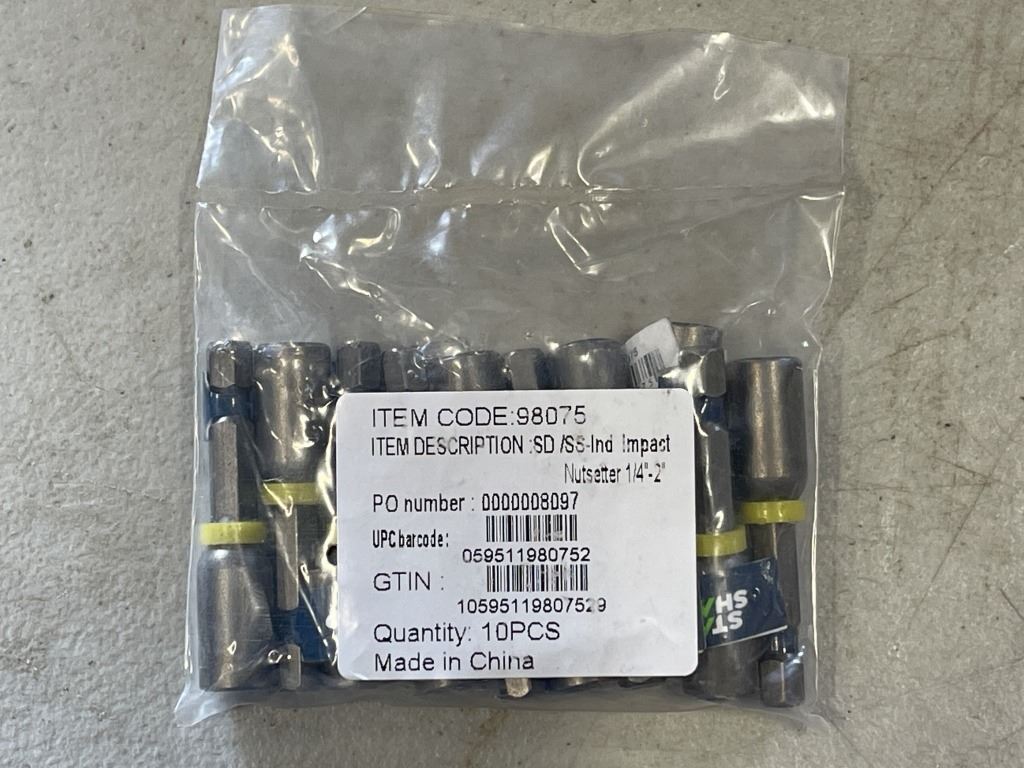 ITEM CODE:98075
ITEM DESCRIPTION :SD /SS-Ind Impact
Nutsetter 1/4"-2"
PO number : 0000008097
UPC barcode:
059511980752
GTIN :
10595119807529
Quantity: 10PCS
Made in China